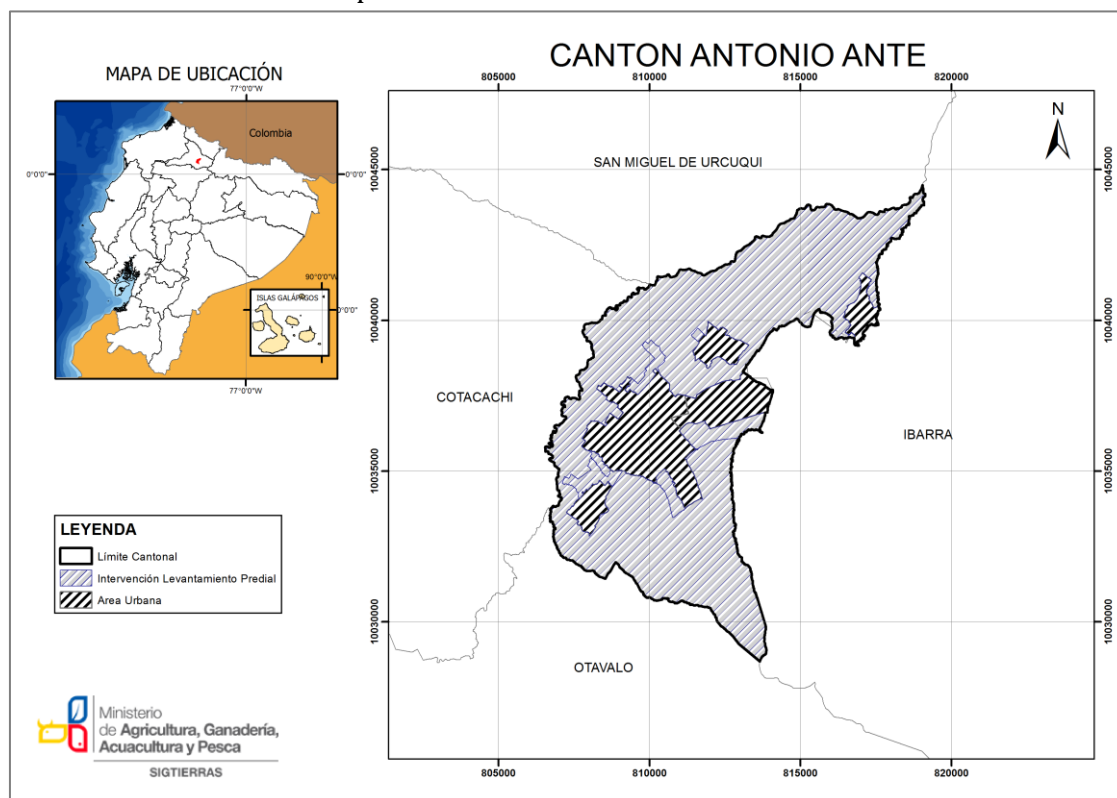 CANTON ANTONIO ANTE
MAPA DE UBICACIÓN
77°0'0"W
Colombia
0°0'0"
0°0'0"
90°0'0"W
ISLAS GALÁPAGOS
0°0'0"
77°0'0"W
805000
810000
815000
820000
N
10045000
10045000
SAN MIGUEL DE URCUQUI
10040000
10040000
COTACACHI
IBARRA
10035000
10035000
10030000
10030000
OTAVALO
805000
810000
815000
820000
LEYENDA
Límite Cantonal
Intervención Levantamiento Predial
Area Urbana
Ministerio
de Agricultura, Ganadería,
Acuacultura y Pesca
SIGTIERRAS